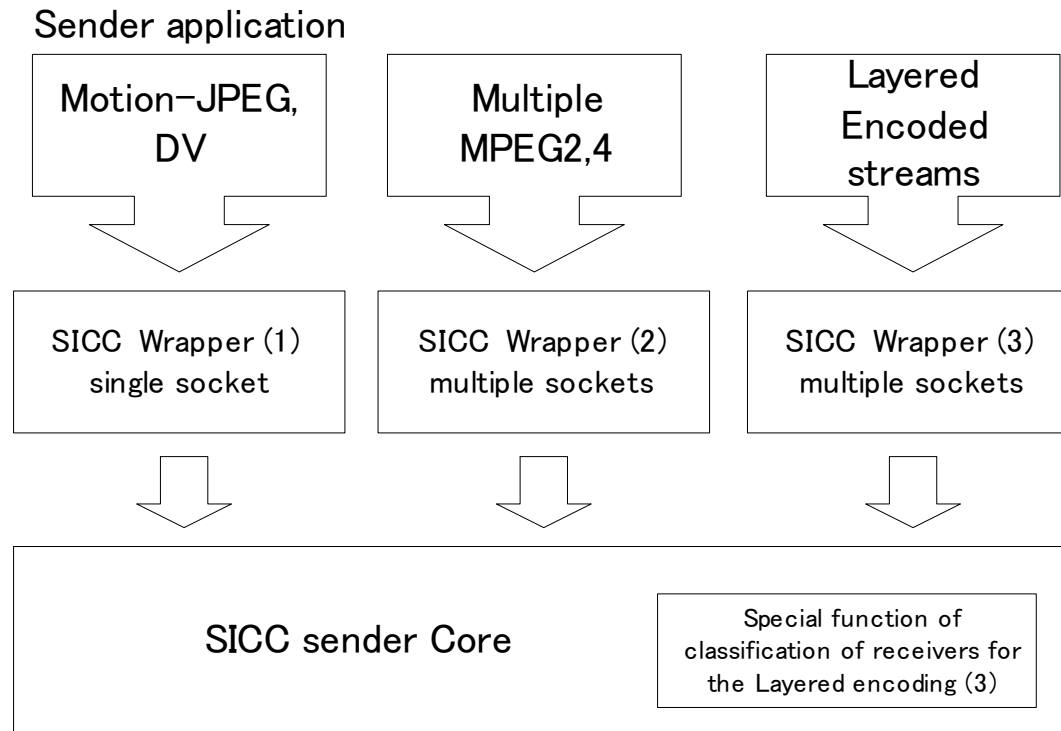 Sender application
Motion-JPEG,
DV
Multiple
MPEG2,4
Layered
Encoded
streams
SICC Wrapper (1)
single socket
SICC Wrapper (2)
multiple sockets
SICC Wrapper (3)
multiple sockets
SICC sender Core
Special function of
classification of receivers for
the Layered encoding (3)